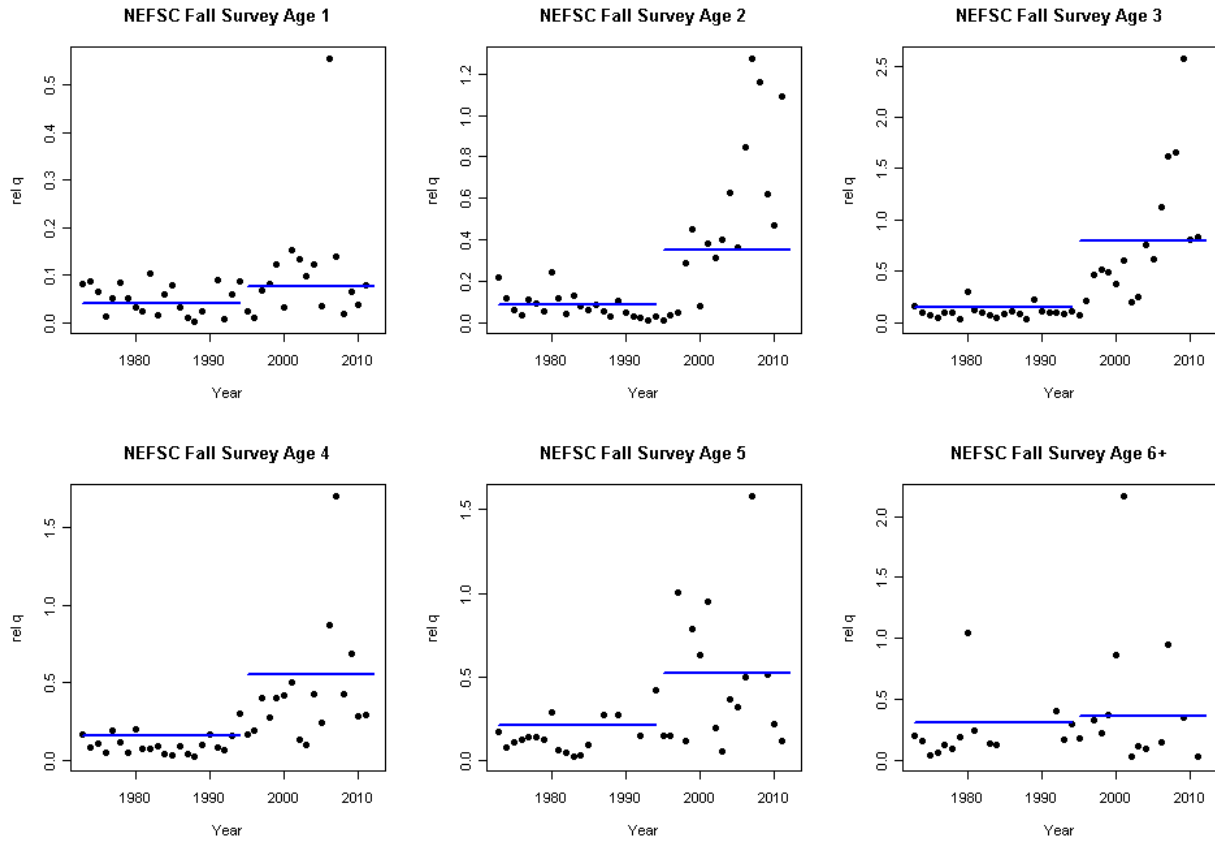 NEFSC Fall Survey Age 1
rel q
0.0 0.1 0.2 0.3 0.4 0.5
1980 1990 2000 2010
Year
NEFSC Fall Survey Age 2
rel q
0.0 0.2 0.4 0.6 0.8 1.0 1.2
1980 1990 2000 2010
Year
NEFSC Fall Survey Age 3
rel q
0.0 0.5 1.0 1.5 2.0 2.5
1980 1990 2000 2010
Year
NEFSC Fall Survey Age 4
rel q
0.0 0.5 1.0 1.5
1980 1990 2000 2010
Year
NEFSC Fall Survey Age 5
rel q
0.0 0.5 1.0 1.5
1980 1990 2000 2010
Year
NEFSC Fall Survey Age 6+
rel q
0.0 0.5 1.0 1.5 2.0
1980 1990 2000 2010
Year